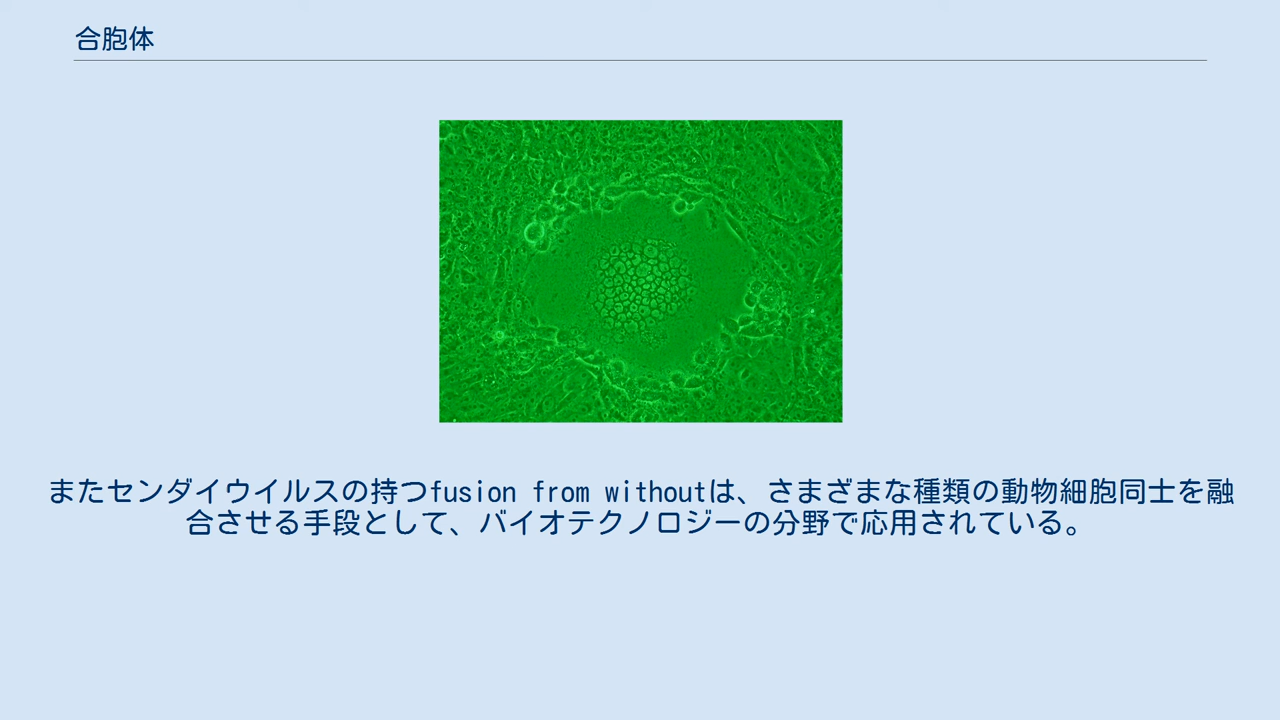 合胞体
またセンダイウイルスの持つfusion from withoutは、さまざまな種類の動物細胞同士を融
合させる手段として、バイオテクノロジーの分野で応用されている。